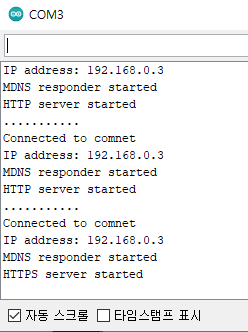 COM3
IP address: 192.168.0.3
MDNS responder started
HTTP server started
...........
Connected to comnet
IP address: 192.168.0.3
MDNS responder started
HTTP server started
...........
Connected to comnet
IP address: 192.168.0.3
MDNS responder started
HTTPS server started
자동 스크롤 타임스탬프 표시